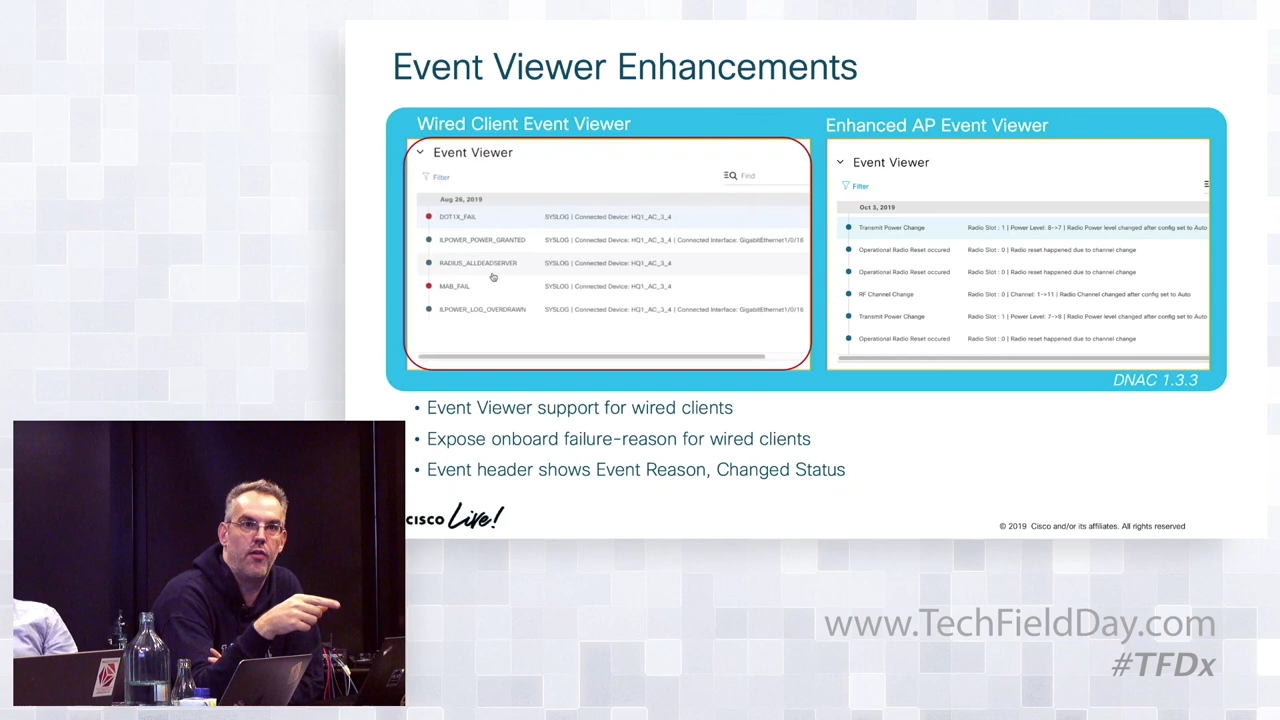 Event Viewer Enhancements
Wired Client Event Viewer
Event Viewer
Filter
Find
Aug 26, 2019
DOT1X_FAIL SYSLOG | Connected Device: HQ1_AC_3_4
ILPOWER_POWER_GRANTED SYSLOG | Connected Device: HQ1_AC_3_4 | Connected Interface: GigabitEthernet1/0/16
RADIUS_ALLDEADSERVER SYSLOG | Connected Device: HQ1_AC_3_4
MAB_FAIL SYSLOG | Connected Device: HQ1_AC_3_4
ILPOWER_LOG_OVERDRAWN SYSLOG | Connected Device: HQ1_AC_3_4 | Connected Interface: GigabitEthernet1/0/16
Enhanced AP Event Viewer
Event Viewer
Filter
Oct 3, 2019
Transmit Power Change Radio Slot : 1 | Power Level: 8->7 | Radio Power level changed after config set to Auto
Operational Radio Reset occured Radio Slot : 0 | Radio reset happened due to channel change
Operational Radio Reset occured Radio Slot : 0 | Radio reset happened due to channel change
RF Channel Change Radio Slot : 0 | Channel: 1->11 | Radio Channel changed after config set to Auto
Transmit Power Change Radio Slot : 1 | Power Level: 7->8 | Radio Power level changed after config set to Auto
Operational Radio Reset occured Radio Slot : 0 | Radio reset happened due to channel change
DNAC 1.3.3
• Event Viewer support for wired clients
• Expose onboard failure-reason for wired clients
• Event header shows Event Reason, Changed Status
CISCO Live!
© 2019 Cisco and/or its affiliates. All rights reserved
www.TechFieldDay.com
#TFDx